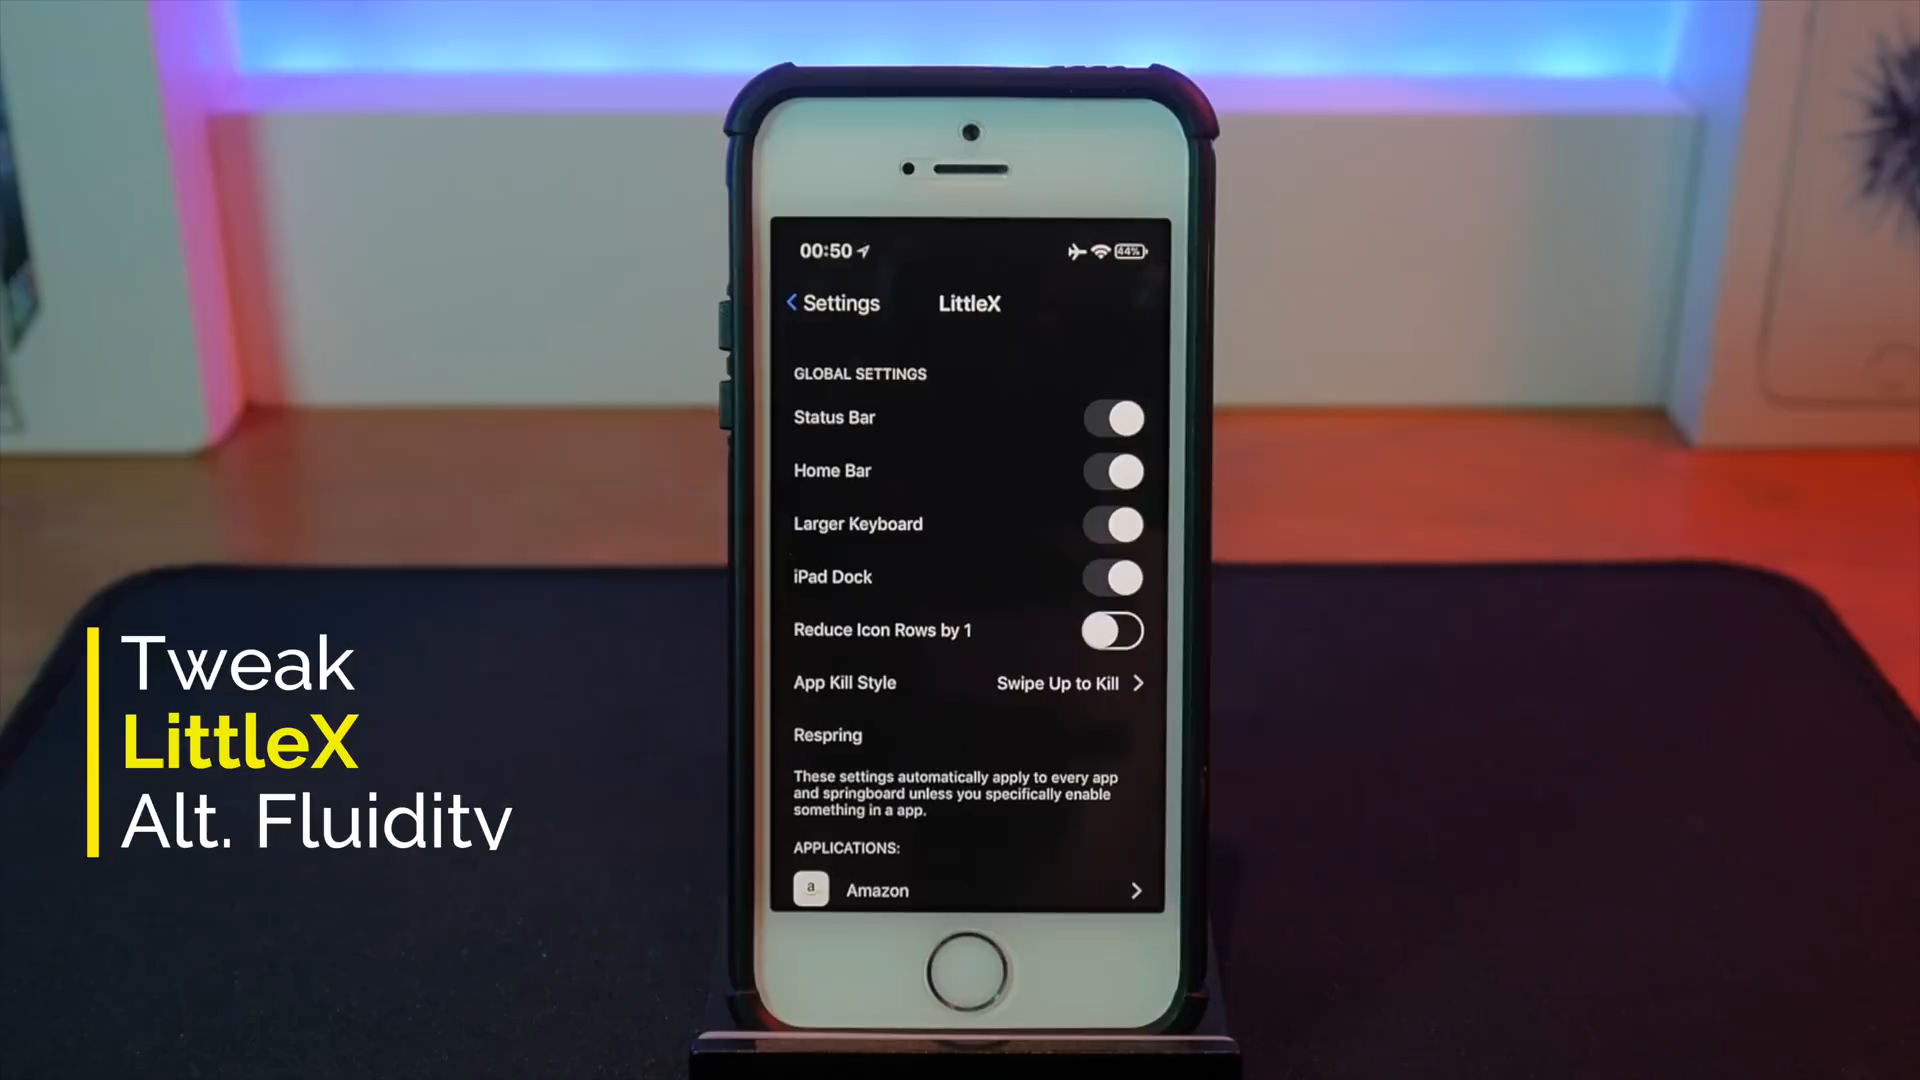 00:50
44%
Settings
LittleX
GLOBAL SETTINGS
Status Bar
Home Bar
Larger Keyboard
iPad Dock
Reduce Icon Rows by 1
App Kill Style
Swipe Up to Kill
Respring
These settings automatically apply to every app
and springboard unless you specifically enable
something in a app.
APPLICATIONS:
a
Amazon
Tweak
LittleX
Alt. Fluidity